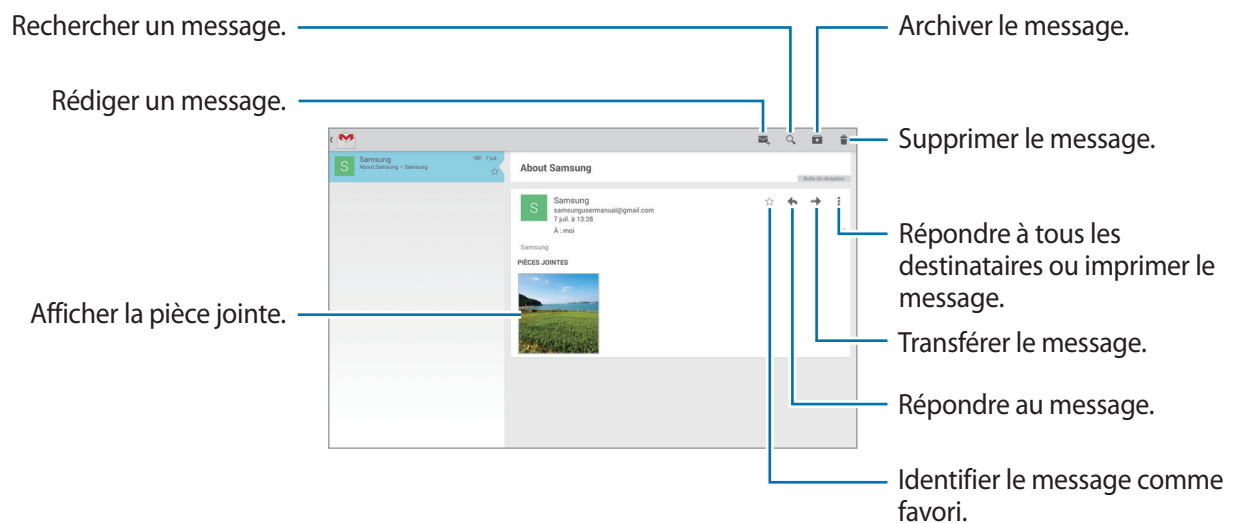 Rechercher un message.
Archiver le message.
Rédiger un message.
Supprimer le message.
Samsung
7 juil.
About Samsung – Samsung
S
About Samsung
Boîte de réception
S
Samsung
samsungusermanual@gmail.com
7 juil. à 13:28
À : moi
Samsung
PIÈCES JOINTES
Répondre à tous les
destinataires ou imprimer le
message.
Afficher la pièce jointe.
Transférer le message.
Répondre au message.
Identifier le message comme
favori.